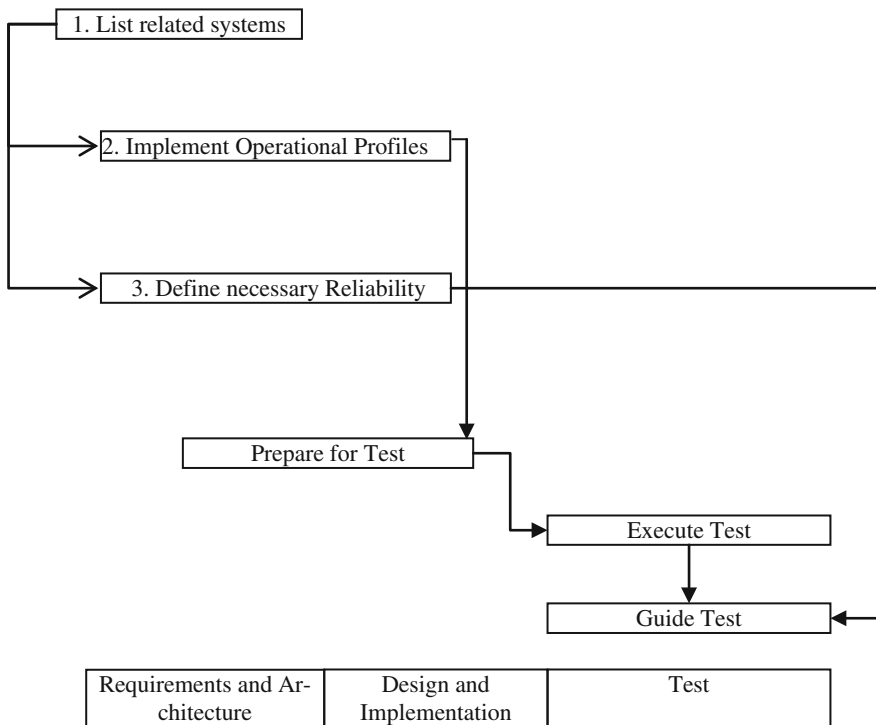 1. List related systems
2. Implement Operational Profiles
3. Define necessary Reliability
Prepare for Test
Execute Test
Guide Test
Requirements and Ar-
chitecture
Design and
Implementation
Test